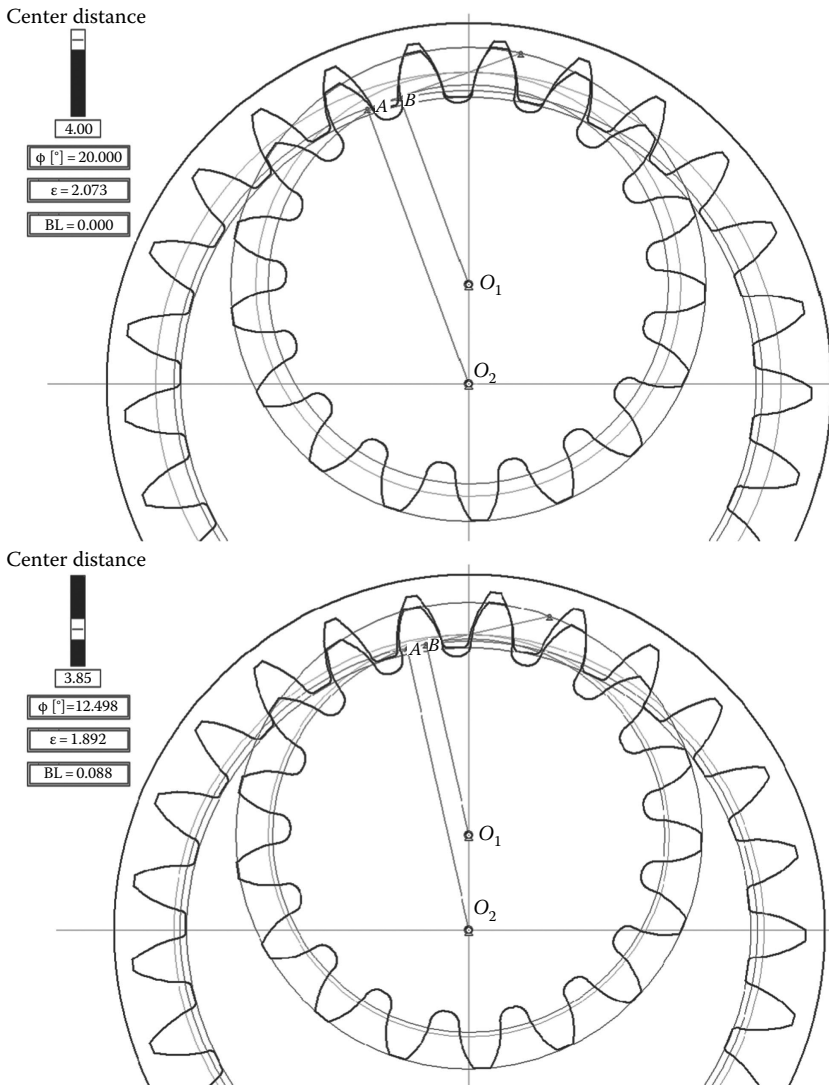 Center distance
4.00
ϕ [°] = 20.000
ε = 2.073
BL = 0.000
A B
O₁
O₂
Center distance
3.85
ϕ [°]=12.498
ε = 1.892
BL = 0.088
A B
O₁
O₂